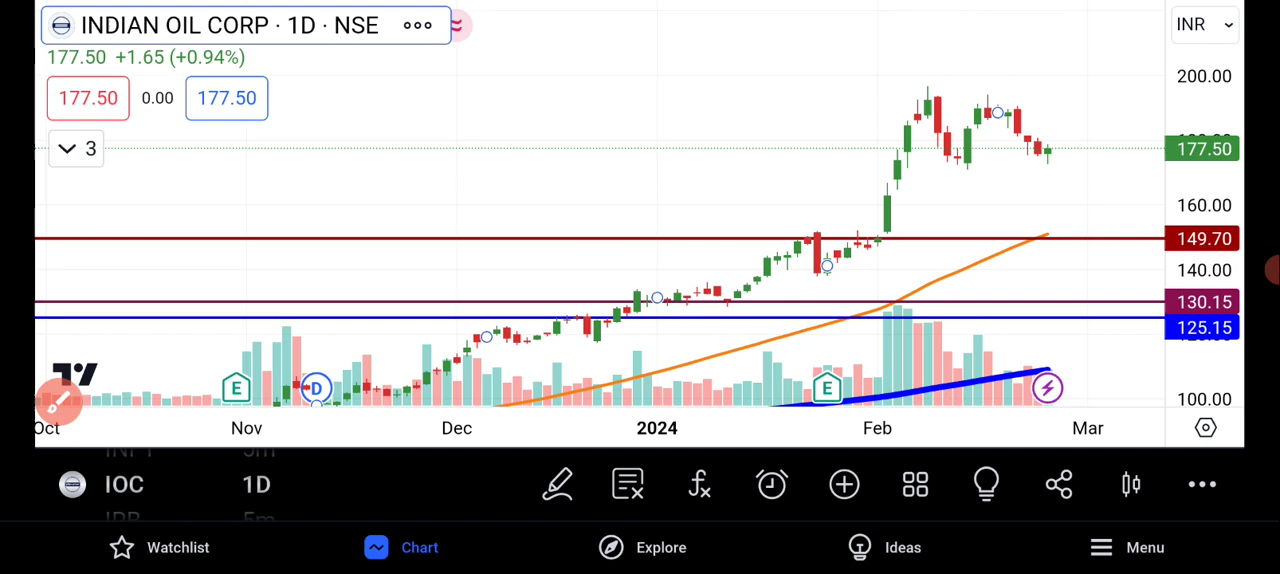 INDIAN OIL CORP · 1D · NSE
INR
177.50 +1.65 (+0.94%)
177.50 0.00 177.50
3
200.00
177.50
160.00
149.70
140.00
130.15
125.15
100.00
E D E
Oct Nov Dec 2024 Feb Mar
IOC 1D
Watchlist Chart Explore Ideas Menu